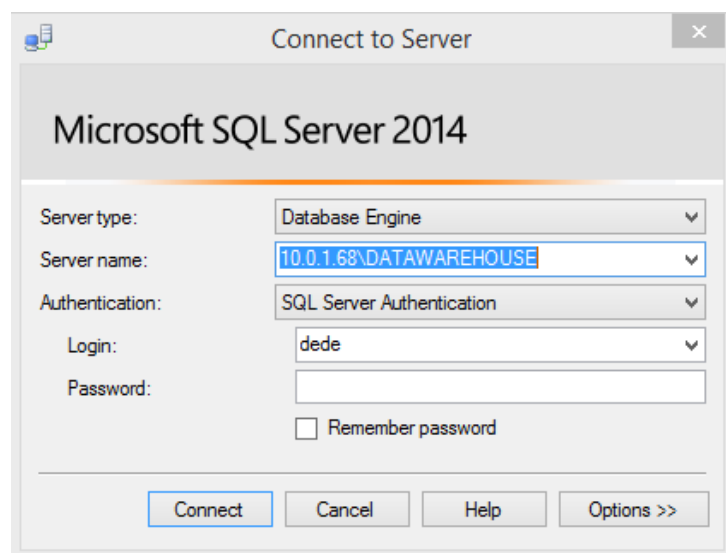 Connect to Server
Microsoft SQL Server 2014
Server type: Database Engine
Server name: 10.0.1.68\DATAWAREHOUSE
Authentication: SQL Server Authentication
Login: dede
Password:
Remember password
Connect Cancel Help Options >>